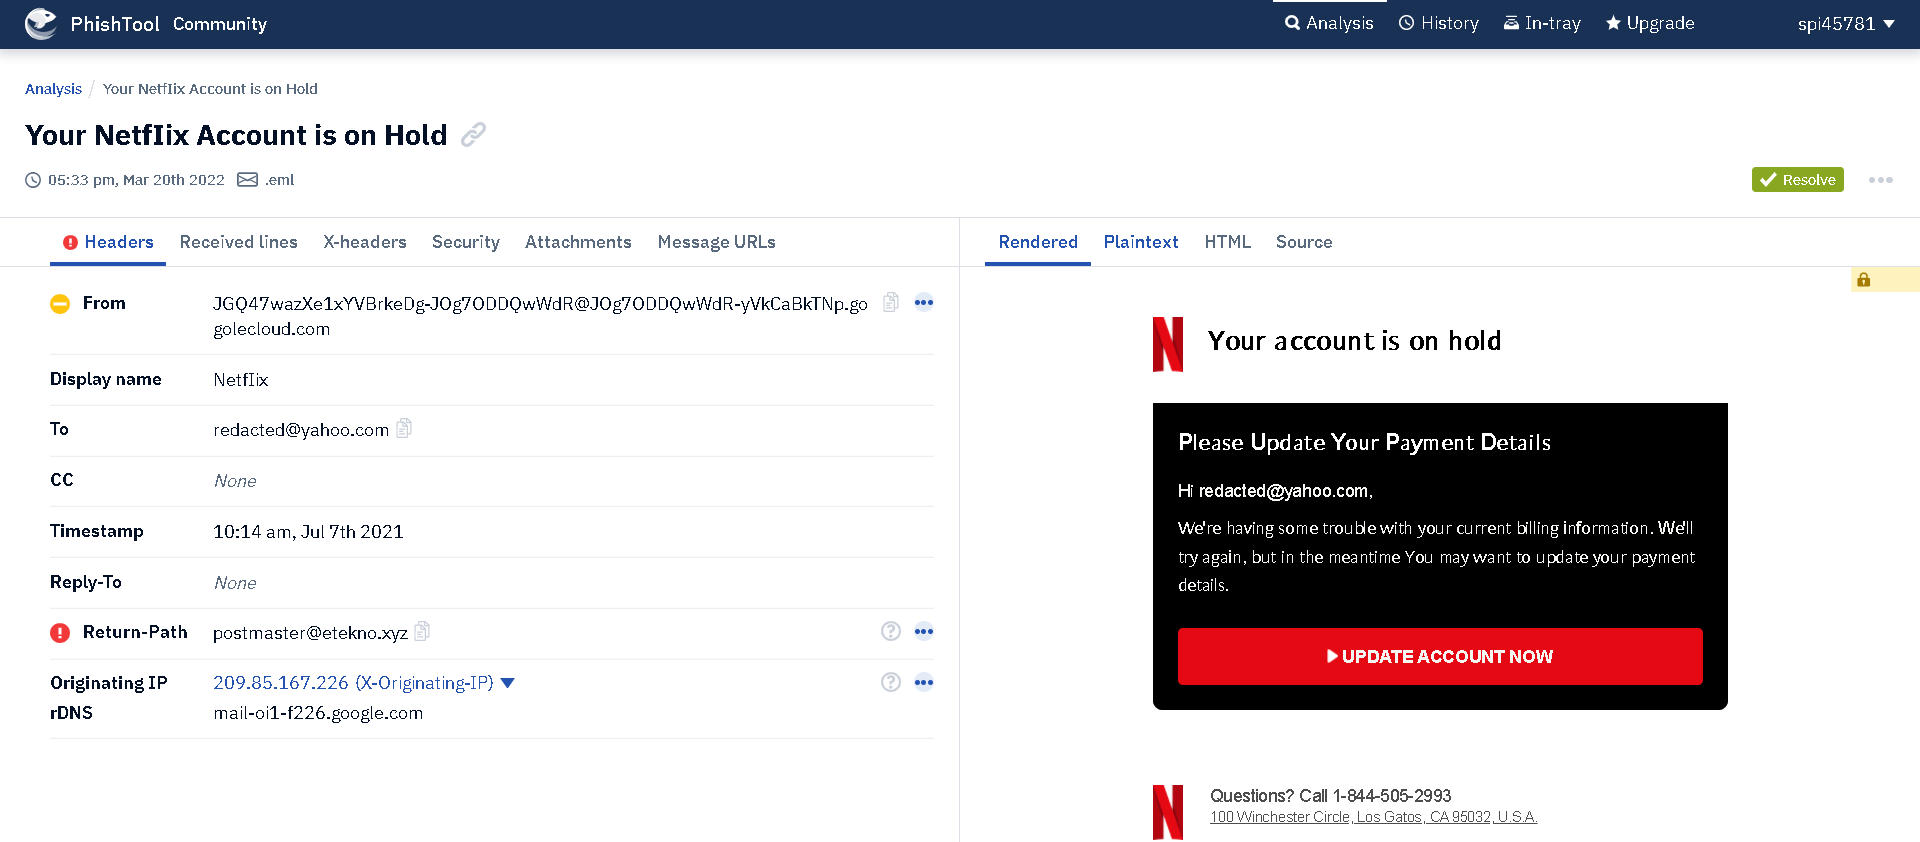 PhishTool Community
Analysis History In-tray Upgrade spi45781
Analysis / Your NetfIix Account is on Hold
Your NetfIix Account is on Hold
05:33 pm, Mar 20th 2022 .eml
Resolve
Headers Received lines X-headers Security Attachments Message URLs
From JGQ47wazXe1xYVBrkeDg-JOg7ODDQwWdR@JOg7ODDQwWdR-yVkCaBkTNp.go
golecloud.com
Display name NetfIix
To redacted@yahoo.com
CC None
Timestamp 10:14 am, Jul 7th 2021
Reply-To None
Return-Path postmaster@etekno.xyz
Originating IP 209.85.167.226 (X-Originating-IP)
rDNS mail-oi1-f226.google.com
Rendered Plaintext HTML Source
N Your account is on hold
Please Update Your Payment Details
Hi redacted@yahoo.com,
We're having some trouble with your current billing information. We'll
try again, but in the meantime You may want to update your payment
details.
UPDATE ACCOUNT NOW
N Questions? Call 1-844-505-2993
100 Winchester Circle, Los Gatos, CA 95032, U.S.A.